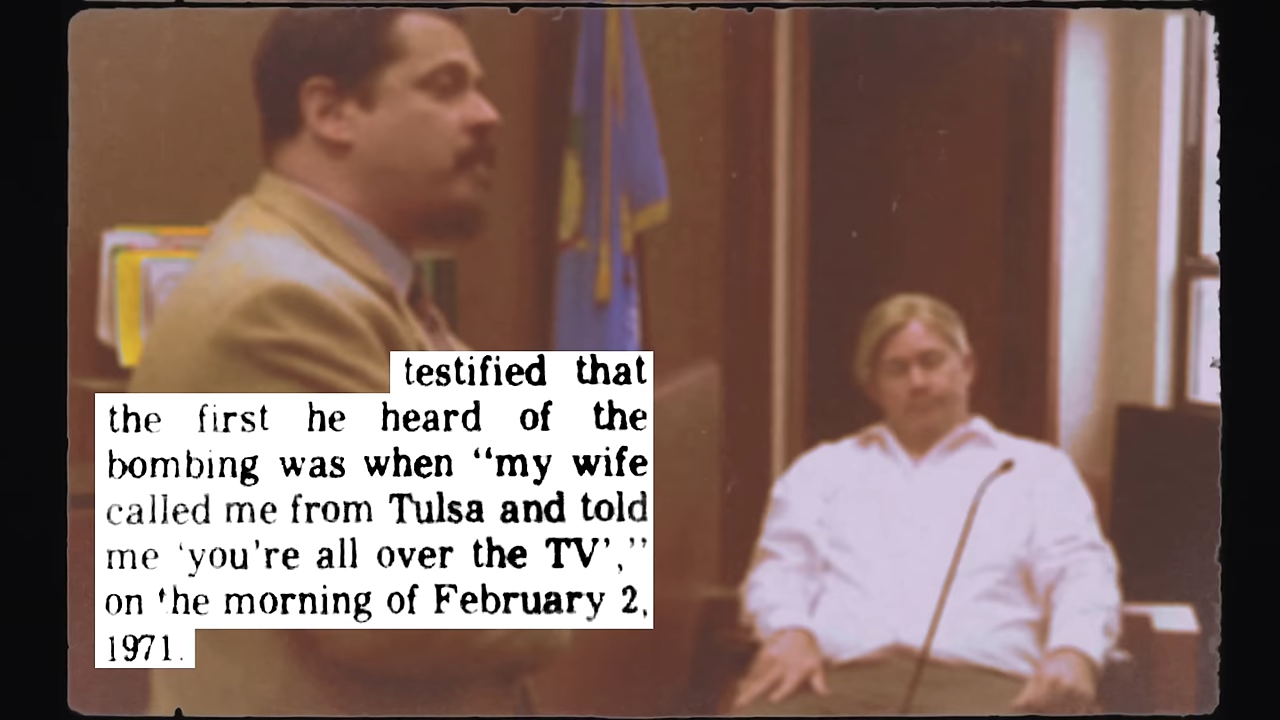 testified that
the first he heard of the
bombing was when “my wife
called me from Tulsa and told
me ‘you're all over the TV’,”
on 'he morning of February 2,
1971.